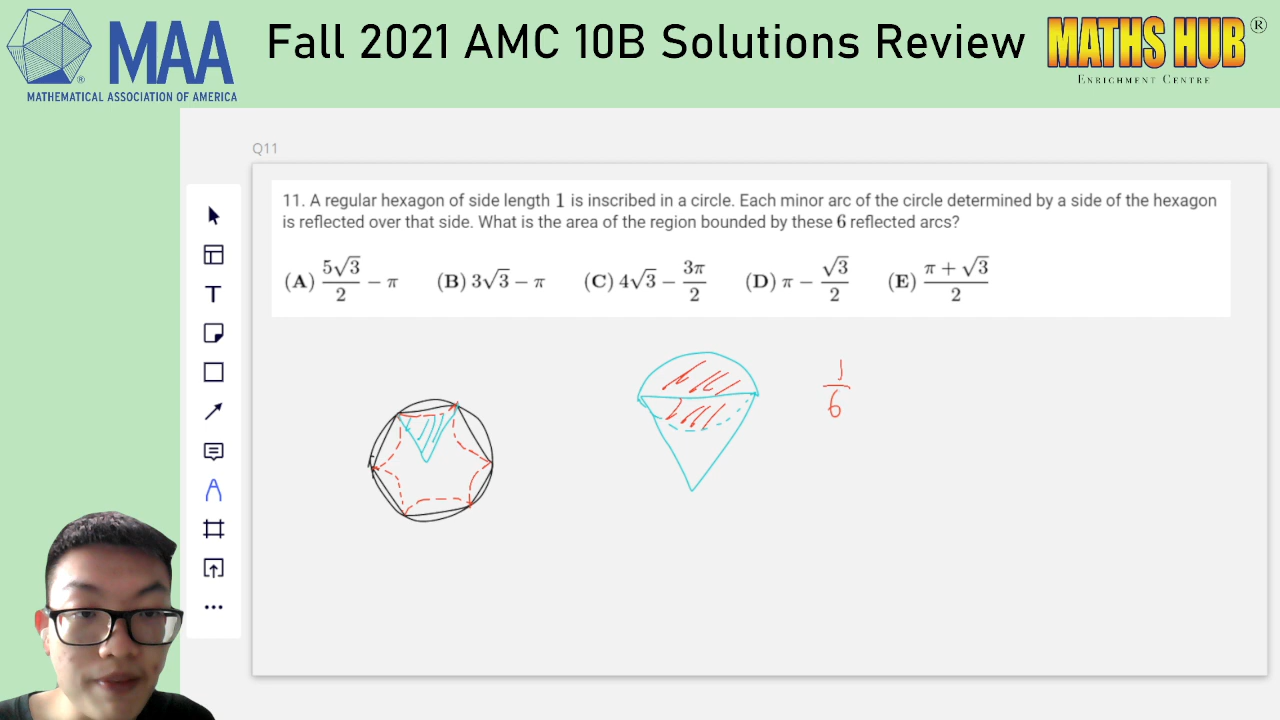 MAA
®
MATHEMATICAL ASSOCIATION OF AMERICA
Fall 2021 AMC 10B Solutions Review
MATHS HUB ®
ENRICHMENT CENTRE
Q11
11. A regular hexagon of side length 1 is inscribed in a circle. Each minor arc of the circle determined by a side of the hexagon
is reflected over that side. What is the area of the region bounded by these 6 reflected arcs?
(A) 5√3/2 − π (B) 3√3 − π (C) 4√3 − 3π/2 (D) π − √3/2 (E) π + √3/2
1/6
T